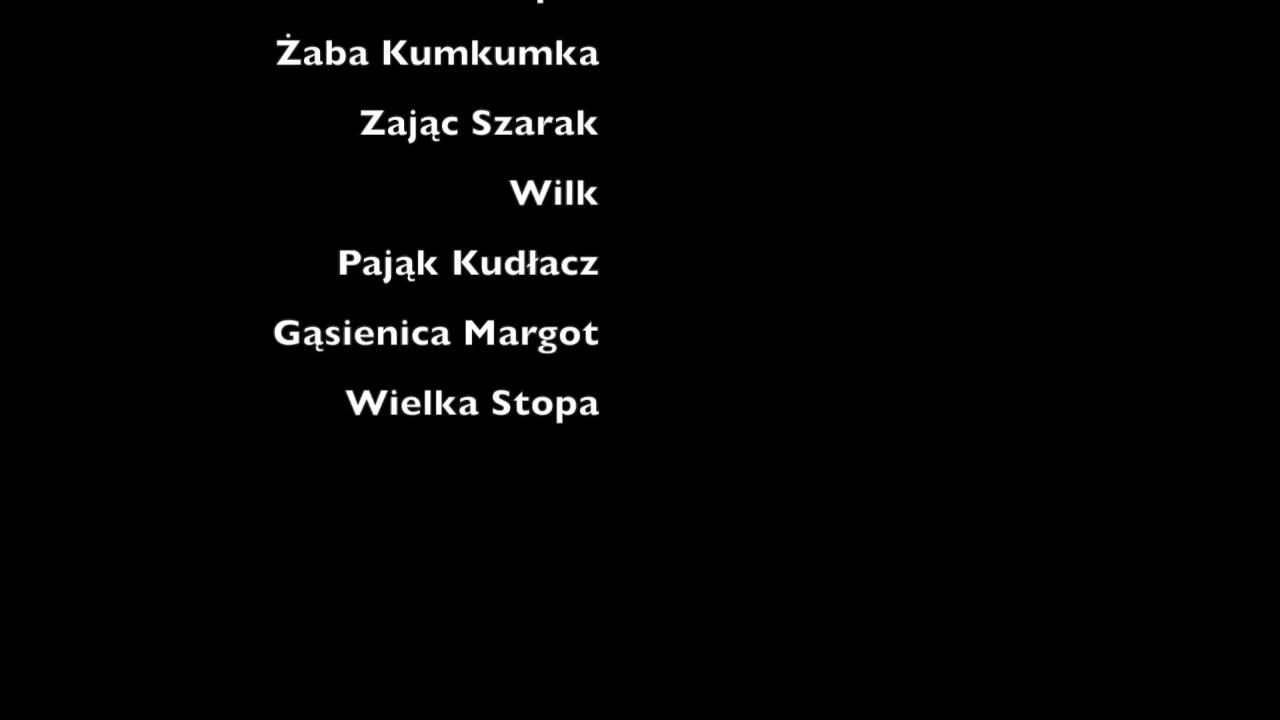 Żaba Kumkumka
Zając Szarak
Wilk
Pająk Kudłacz
Gąsienica Margot
Wielka Stopa